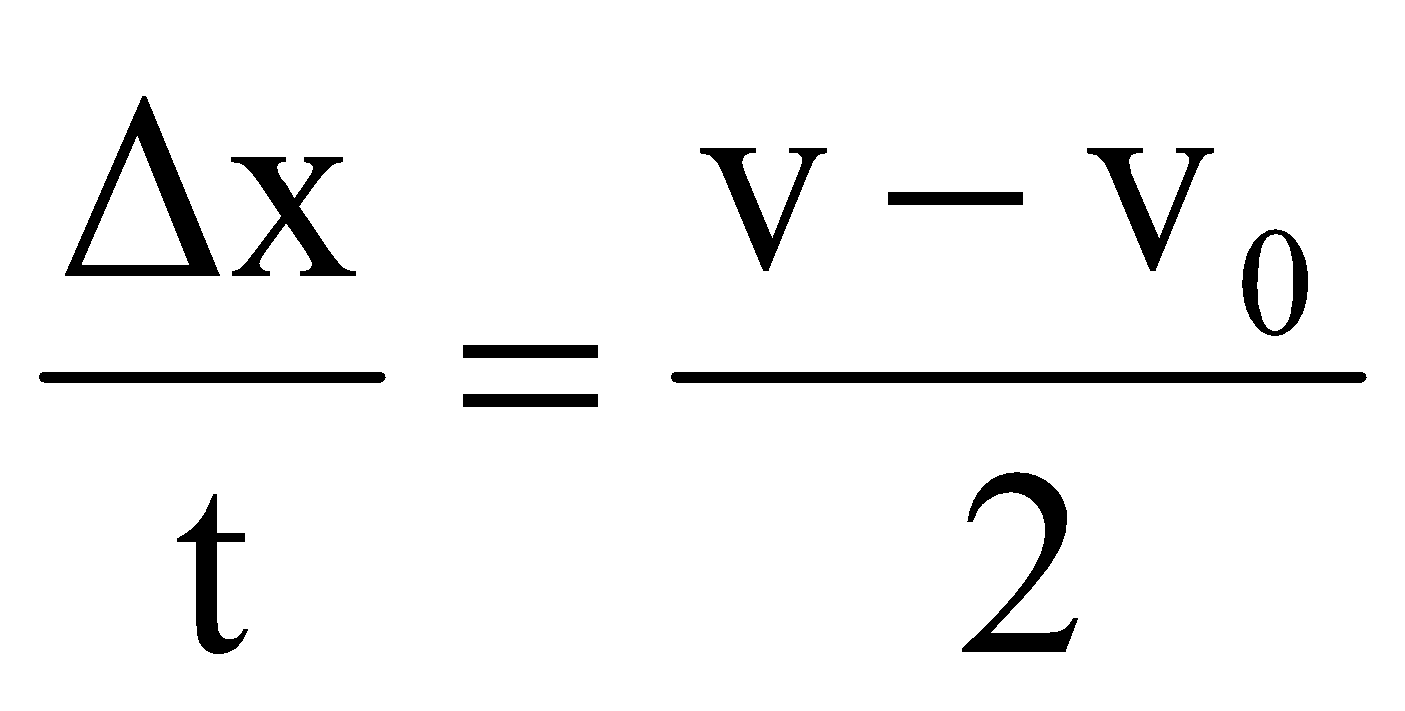 Δx/t = v − v₀/2